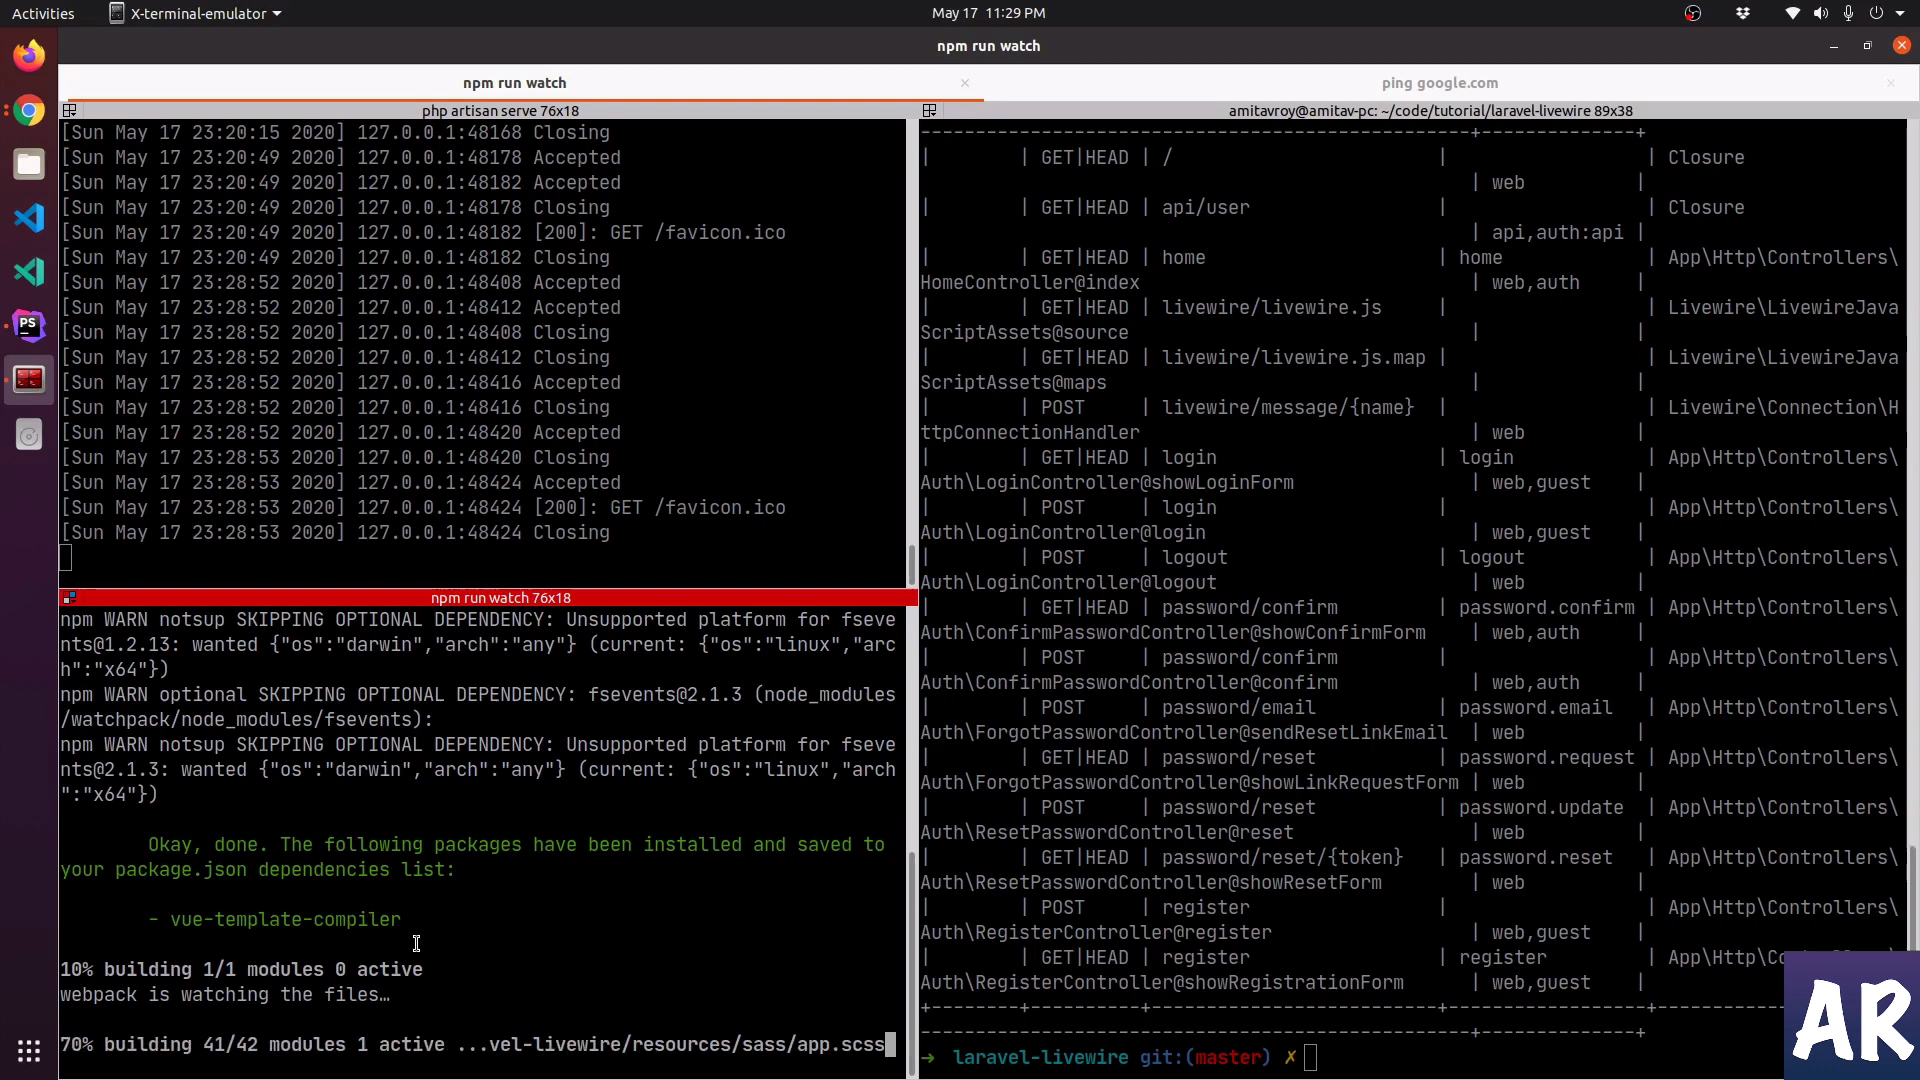 Activities
X-terminal-emulator
May 17 11:29 PM
npm run watch
npm run watch
ping google.com
php artisan serve 76x18
[Sun May 17 23:20:15 2020] 127.0.0.1:48168 Closing
[Sun May 17 23:20:49 2020] 127.0.0.1:48178 Accepted
[Sun May 17 23:20:49 2020] 127.0.0.1:48182 Accepted
[Sun May 17 23:20:49 2020] 127.0.0.1:48178 Closing
[Sun May 17 23:20:49 2020] 127.0.0.1:48182 [200]: GET /favicon.ico
[Sun May 17 23:20:49 2020] 127.0.0.1:48182 Closing
[Sun May 17 23:28:52 2020] 127.0.0.1:48408 Accepted
[Sun May 17 23:28:52 2020] 127.0.0.1:48412 Accepted
[Sun May 17 23:28:52 2020] 127.0.0.1:48408 Closing
[Sun May 17 23:28:52 2020] 127.0.0.1:48412 Closing
[Sun May 17 23:28:52 2020] 127.0.0.1:48416 Accepted
[Sun May 17 23:28:52 2020] 127.0.0.1:48416 Closing
[Sun May 17 23:28:52 2020] 127.0.0.1:48420 Accepted
[Sun May 17 23:28:53 2020] 127.0.0.1:48420 Closing
[Sun May 17 23:28:53 2020] 127.0.0.1:48424 Accepted
[Sun May 17 23:28:53 2020] 127.0.0.1:48424 [200]: GET /favicon.ico
[Sun May 17 23:28:53 2020] 127.0.0.1:48424 Closing
npm run watch 76x18
npm WARN notsup SKIPPING OPTIONAL DEPENDENCY: Unsupported platform for fseve
nts@1.2.13: wanted {"os":"darwin","arch":"any"} (current: {"os":"linux","arc
h":"x64"})
npm WARN optional SKIPPING OPTIONAL DEPENDENCY: fsevents@2.1.3 (node_modules
/watchpack/node_modules/fsevents):
npm WARN notsup SKIPPING OPTIONAL DEPENDENCY: Unsupported platform for fseve
nts@2.1.3: wanted {"os":"darwin","arch":"any"} (current: {"os":"linux","arch
":"x64"})
Okay, done. The following packages have been installed and saved to
your package.json dependencies list:
- vue-template-compiler
10% building 1/1 modules 0 active
webpack is watching the files…
70% building 41/42 modules 1 active ...vel-livewire/resources/sass/app.scss
amitavroy@amitav-pc: ~/code/tutorial/laravel-livewire 89x38
--------------------------------------------------+--------------+
|        | GET|HEAD | /                         |                  | Closure
| web          |
|        | GET|HEAD | api/user                  |                  | Closure
| api,auth:api |
|        | GET|HEAD | home                      | home             | App\Http\Controllers\
HomeController@index | web,auth     |
|        | GET|HEAD | livewire/livewire.js      |                  | Livewire\LivewireJava
ScriptAssets@source |              |
|        | GET|HEAD | livewire/livewire.js.map  |                  | Livewire\LivewireJava
ScriptAssets@maps |              |
|        | POST     | livewire/message/{name}   |                  | Livewire\Connection\H
ttpConnectionHandler | web          |
|        | GET|HEAD | login                     | login            | App\Http\Controllers\
Auth\LoginController@showLoginForm | web,guest    |
|        | POST     | login                     |                  | App\Http\Controllers\
Auth\LoginController@login | web,guest    |
|        | POST     | logout                    | logout           | App\Http\Controllers\
Auth\LoginController@logout | web          |
|        | GET|HEAD | password/confirm          | password.confirm | App\Http\Controllers\
Auth\ConfirmPasswordController@showConfirmForm | web,auth     |
|        | POST     | password/confirm          |                  | App\Http\Controllers\
Auth\ConfirmPasswordController@confirm | web,auth     |
|        | POST     | password/email            | password.email   | App\Http\Controllers\
Auth\ForgotPasswordController@sendResetLinkEmail | web          |
|        | GET|HEAD | password/reset            | password.request | App\Http\Controllers\
Auth\ForgotPasswordController@showLinkRequestForm | web          |
|        | POST     | password/reset            | password.update  | App\Http\Controllers\
Auth\ResetPasswordController@reset | web          |
|        | GET|HEAD | password/reset/{token}    | password.reset   | App\Http\Controllers\
Auth\ResetPasswordController@showResetForm | web          |
|        | POST     | register                  |                  | App\Http\Controllers\
Auth\RegisterController@register | web,guest    |
|        | GET|HEAD | register                  | register         | App\Http\Co
Auth\RegisterController@showRegistrationForm | web,guest    |
+--------+----------+---------------------------+------------------+-----------
--------------------------------------------------+--------------+
→ laravel-livewire git:(master) ✗
PS
AR